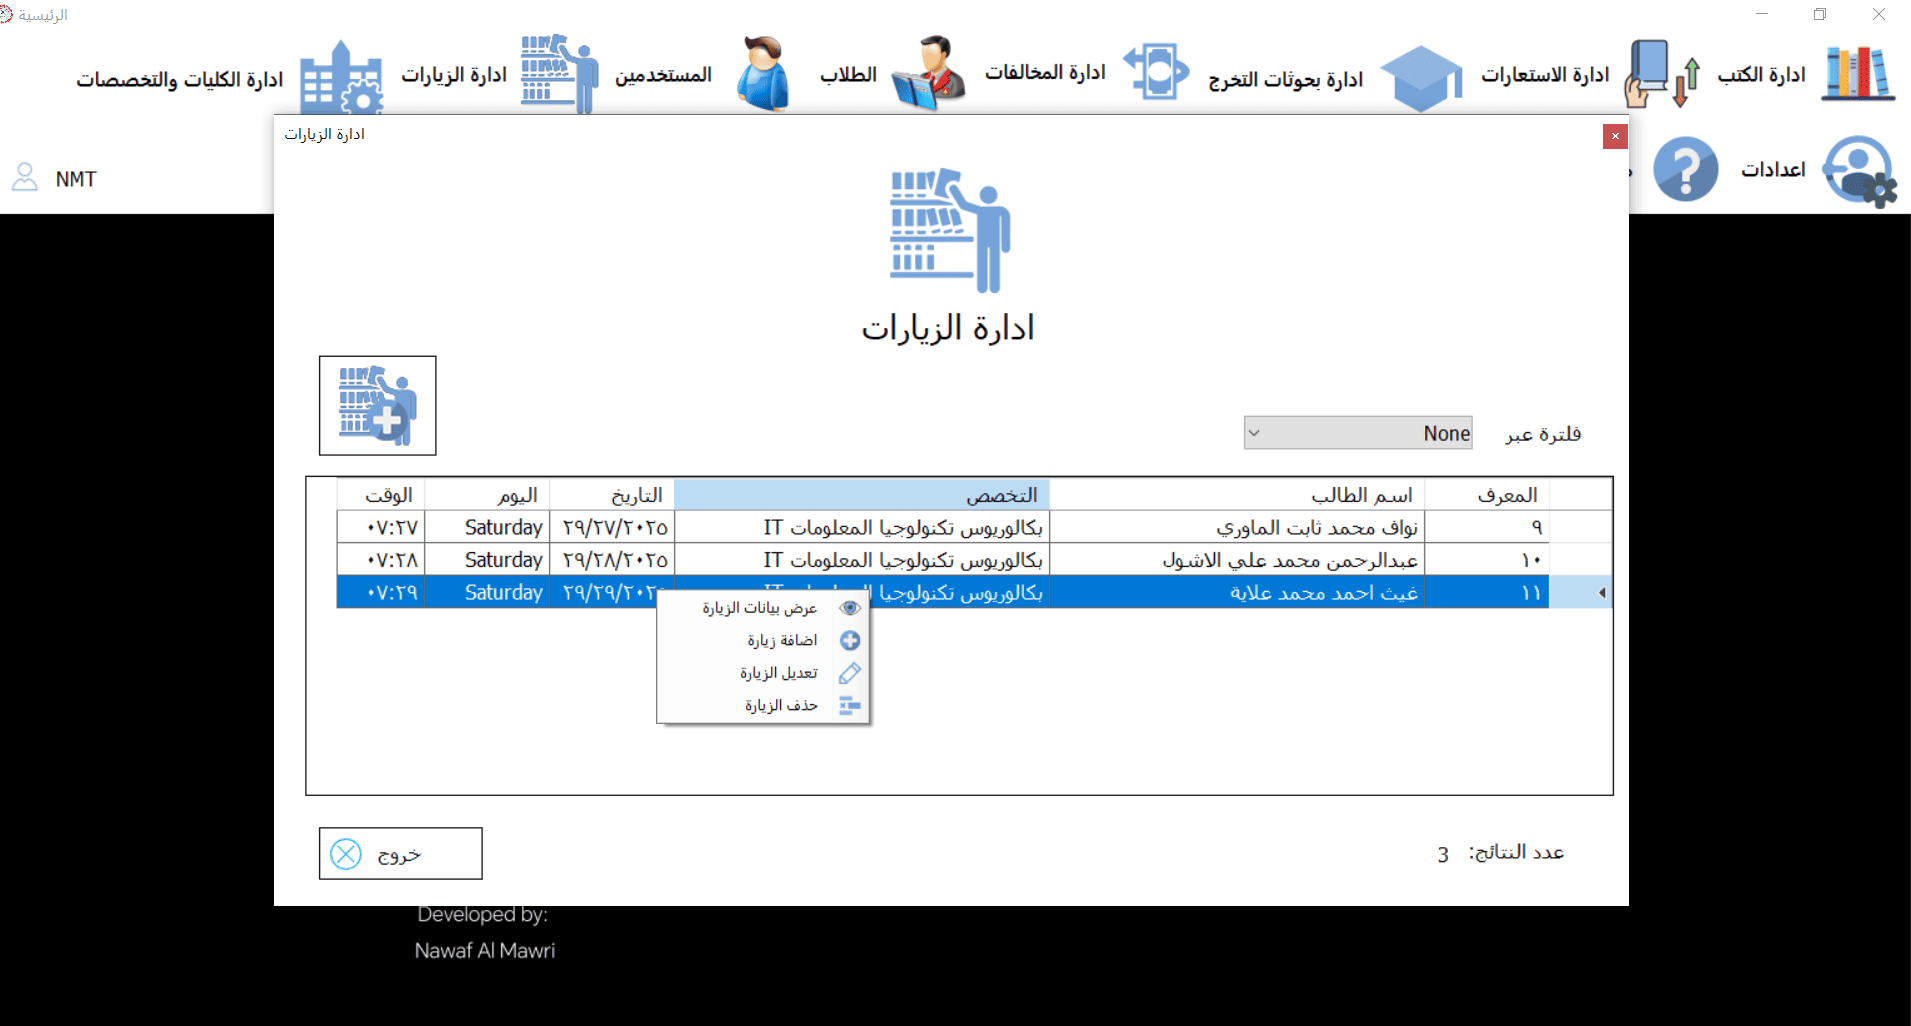 الرئيسية
ادارة الكتب
ادارة الاستعارات
ادارة بحوثات التخرج
ادارة المخالفات
الطلاب
المستخدمين
ادارة الزيارات
ادارة الكليات والتخصصات
اعدادات
NMT
ادارة الزيارات
ادارة الزيارات
فلترة عبر None
المعرف اسم الطالب التخصص التاريخ اليوم الوقت
٩ نواف محمد ثابت الماوري بكالوريوس تكنولوجيا المعلومات IT ٢٩/٢٧/٢٠٢٥ Saturday ٠٧:٢٧
١٠ عبدالرحمن محمد علي الاشول بكالوريوس تكنولوجيا المعلومات IT ٢٩/٢٨/٢٠٢٥ Saturday ٠٧:٢٨
١١ غيث احمد محمد علاية بكالوريوس تكنولوجيا المعلومات IT ٢٩/٢٩/٢٠٢٥ Saturday ٠٧:٢٩
عرض بيانات الزيارة
اضافة زيارة
تعديل الزيارة
حذف الزيارة
عدد النتائج: 3
خروج
Developed by:
Nawaf Al Mawri